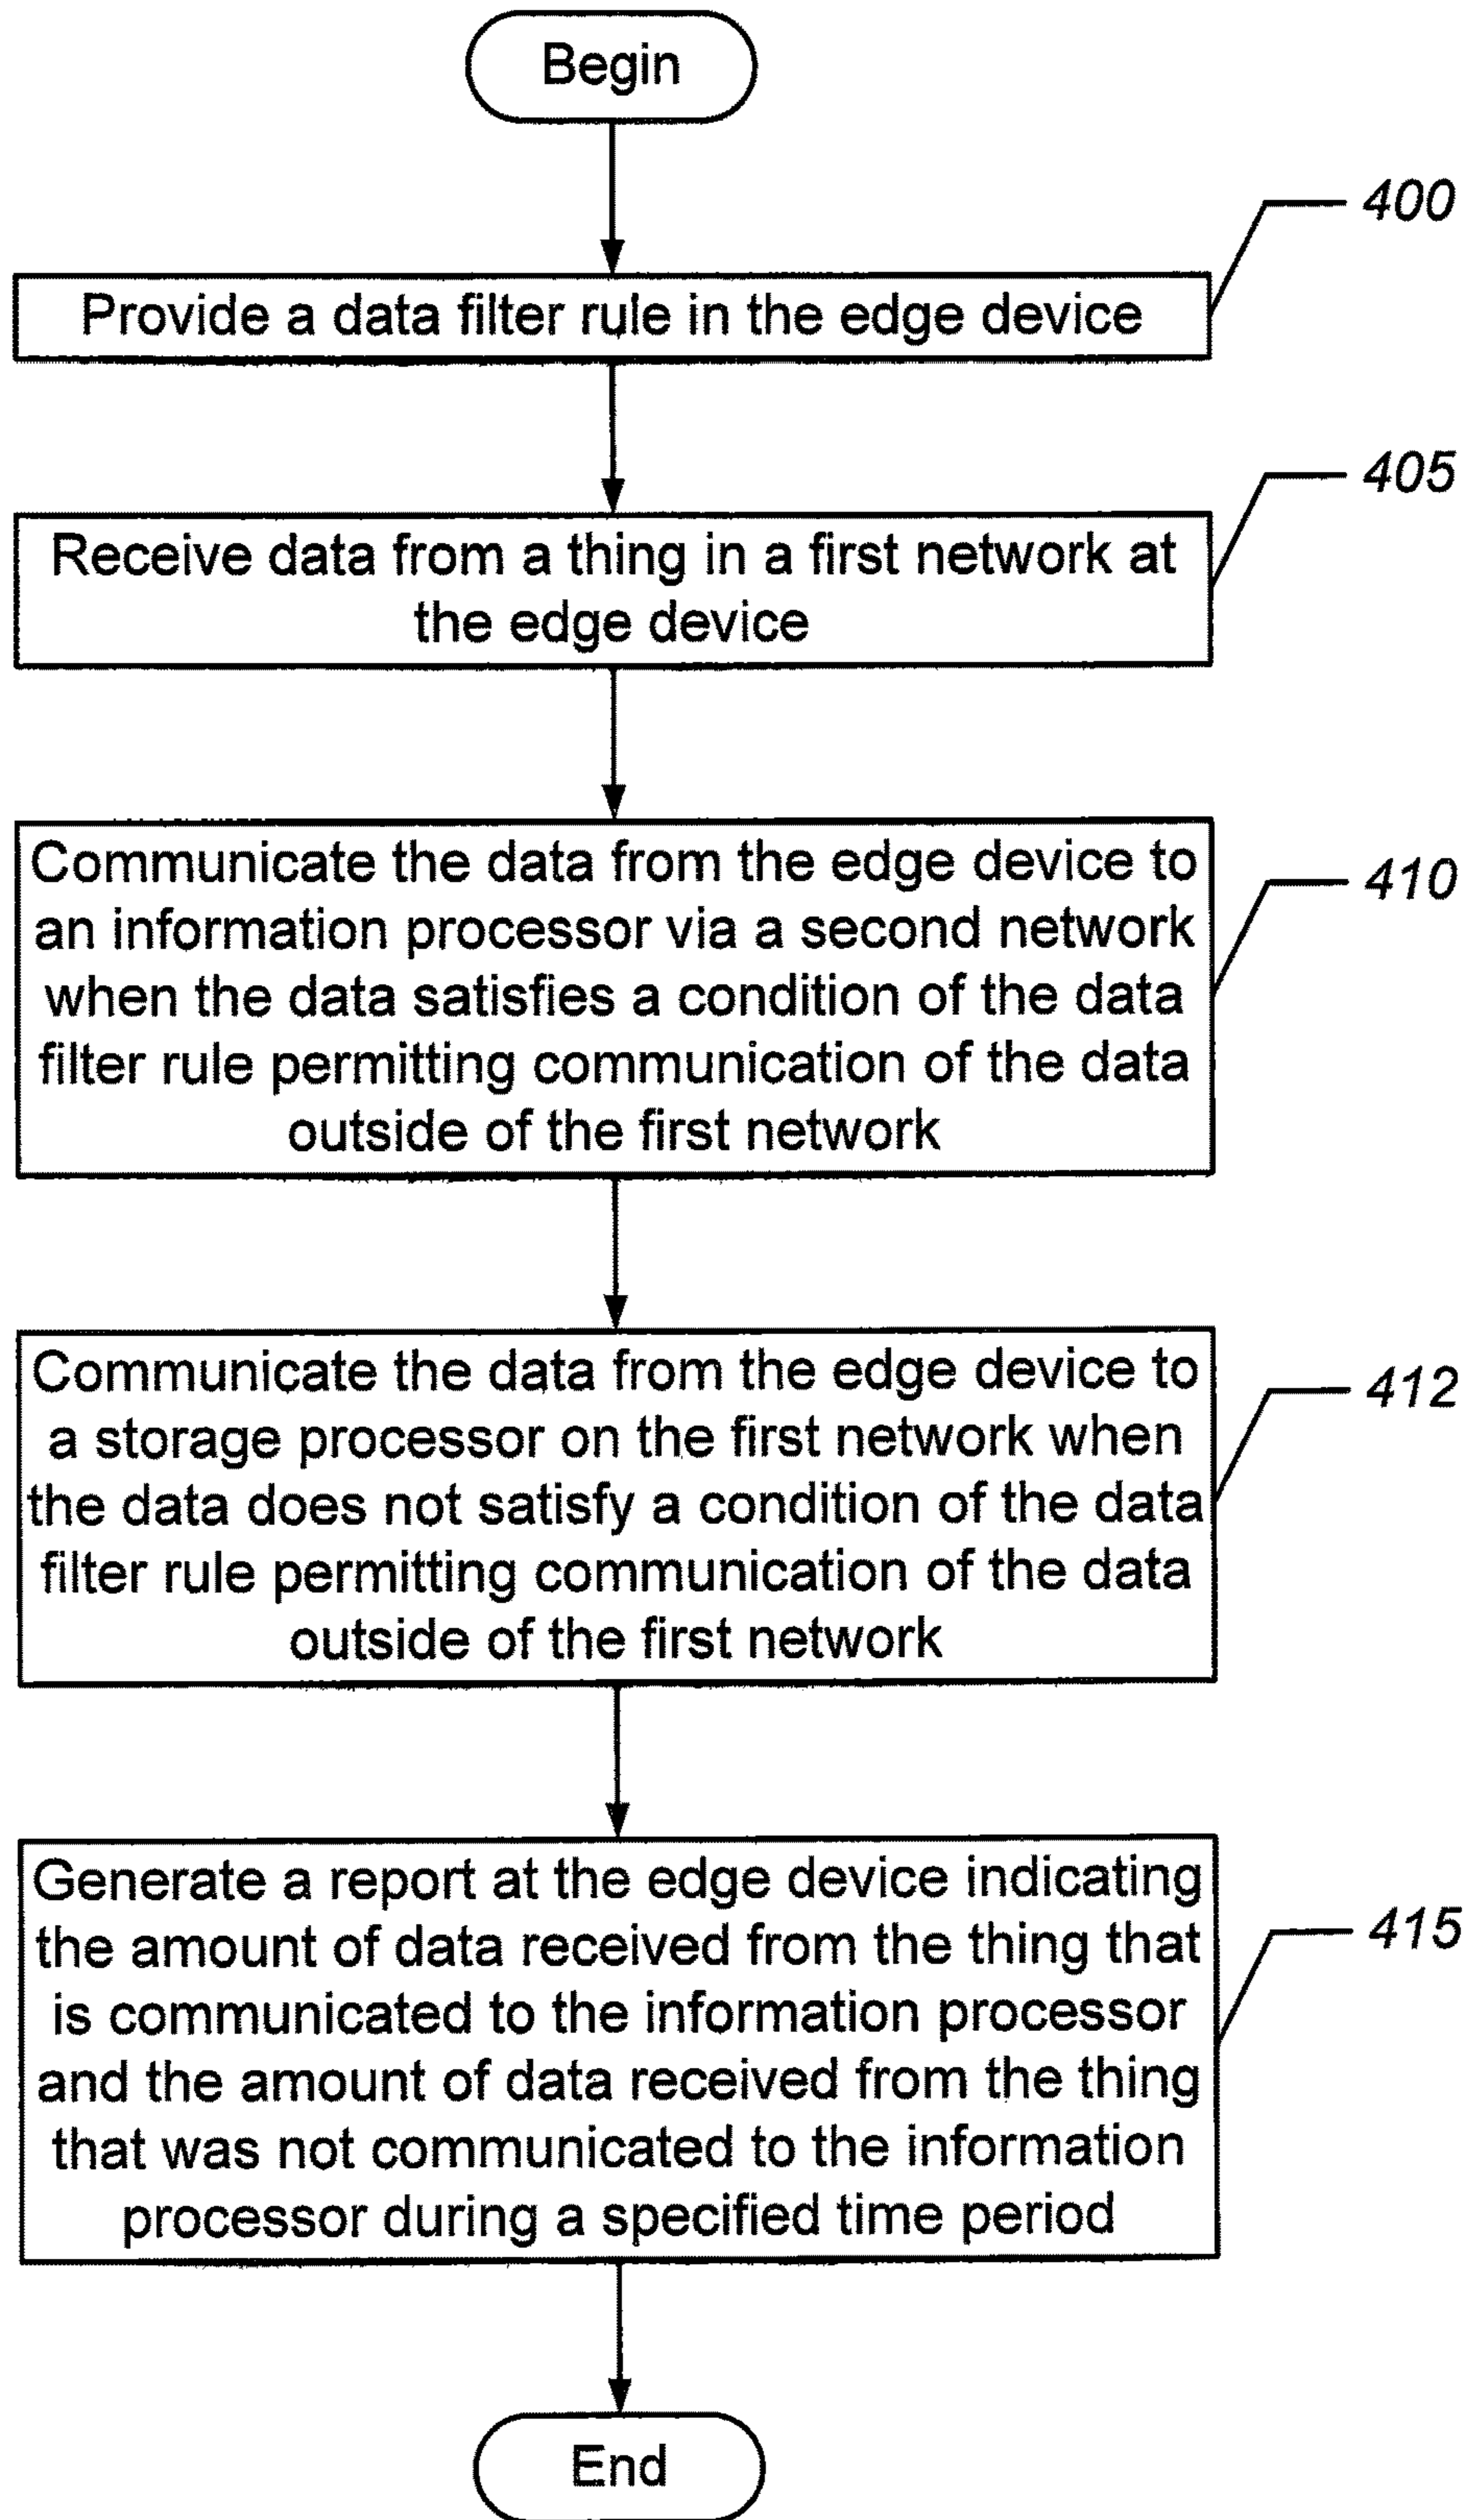 Begin
400
Provide a data filter rule in the edge device
405
Receive data from a thing in a first network at
the edge device
410
Communicate the data from the edge device to
an information processor via a second network
when the data satisfies a condition of the data
filter rule permitting communication of the data
outside of the first network
412
Communicate the data from the edge device to
a storage processor on the first network when
the data does not satisfy a condition of the data
filter rule permitting communication of the data
outside of the first network
415
Generate a report at the edge device indicating
the amount of data received from the thing that
is communicated to the information processor
and the amount of data received from the thing
that was not communicated to the information
processor during a specified time period
End